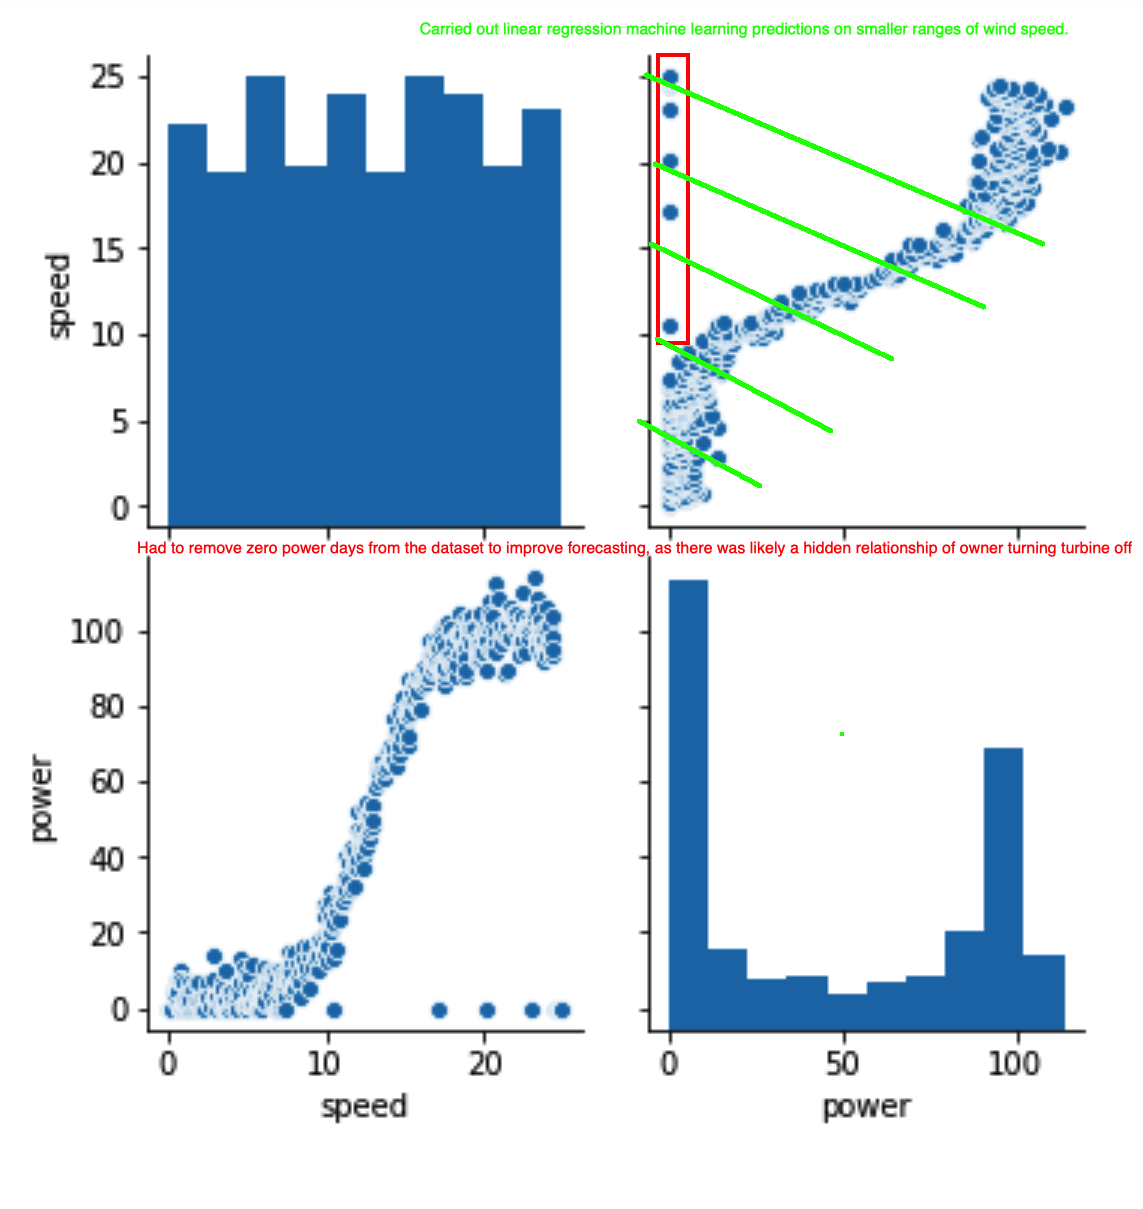 Carried out linear regression machine learning predictions on smaller ranges of wind speed.
25
20
15
10
5
0
speed
Had to remove zero power days from the dataset to improve forecasting, as there was likely a hidden relationship of owner turning turbine off
100
80
60
40
20
0
power
0 10 20
speed
0 50 100
power